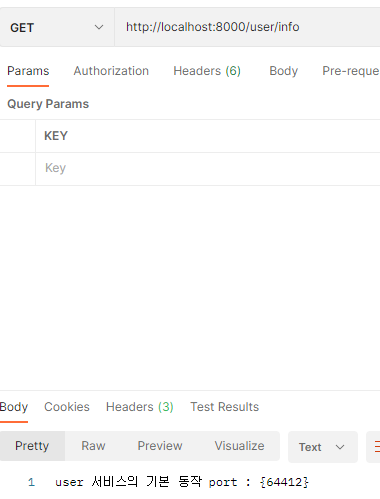 GET http://localhost:8000/user/info
Params Authorization Headers (6) Body Pre-reque
Query Params
KEY
Key
Body Cookies Headers (3) Test Results
Pretty Raw Preview Visualize Text
1 user 서비스의 기본 동작 port : {64412}